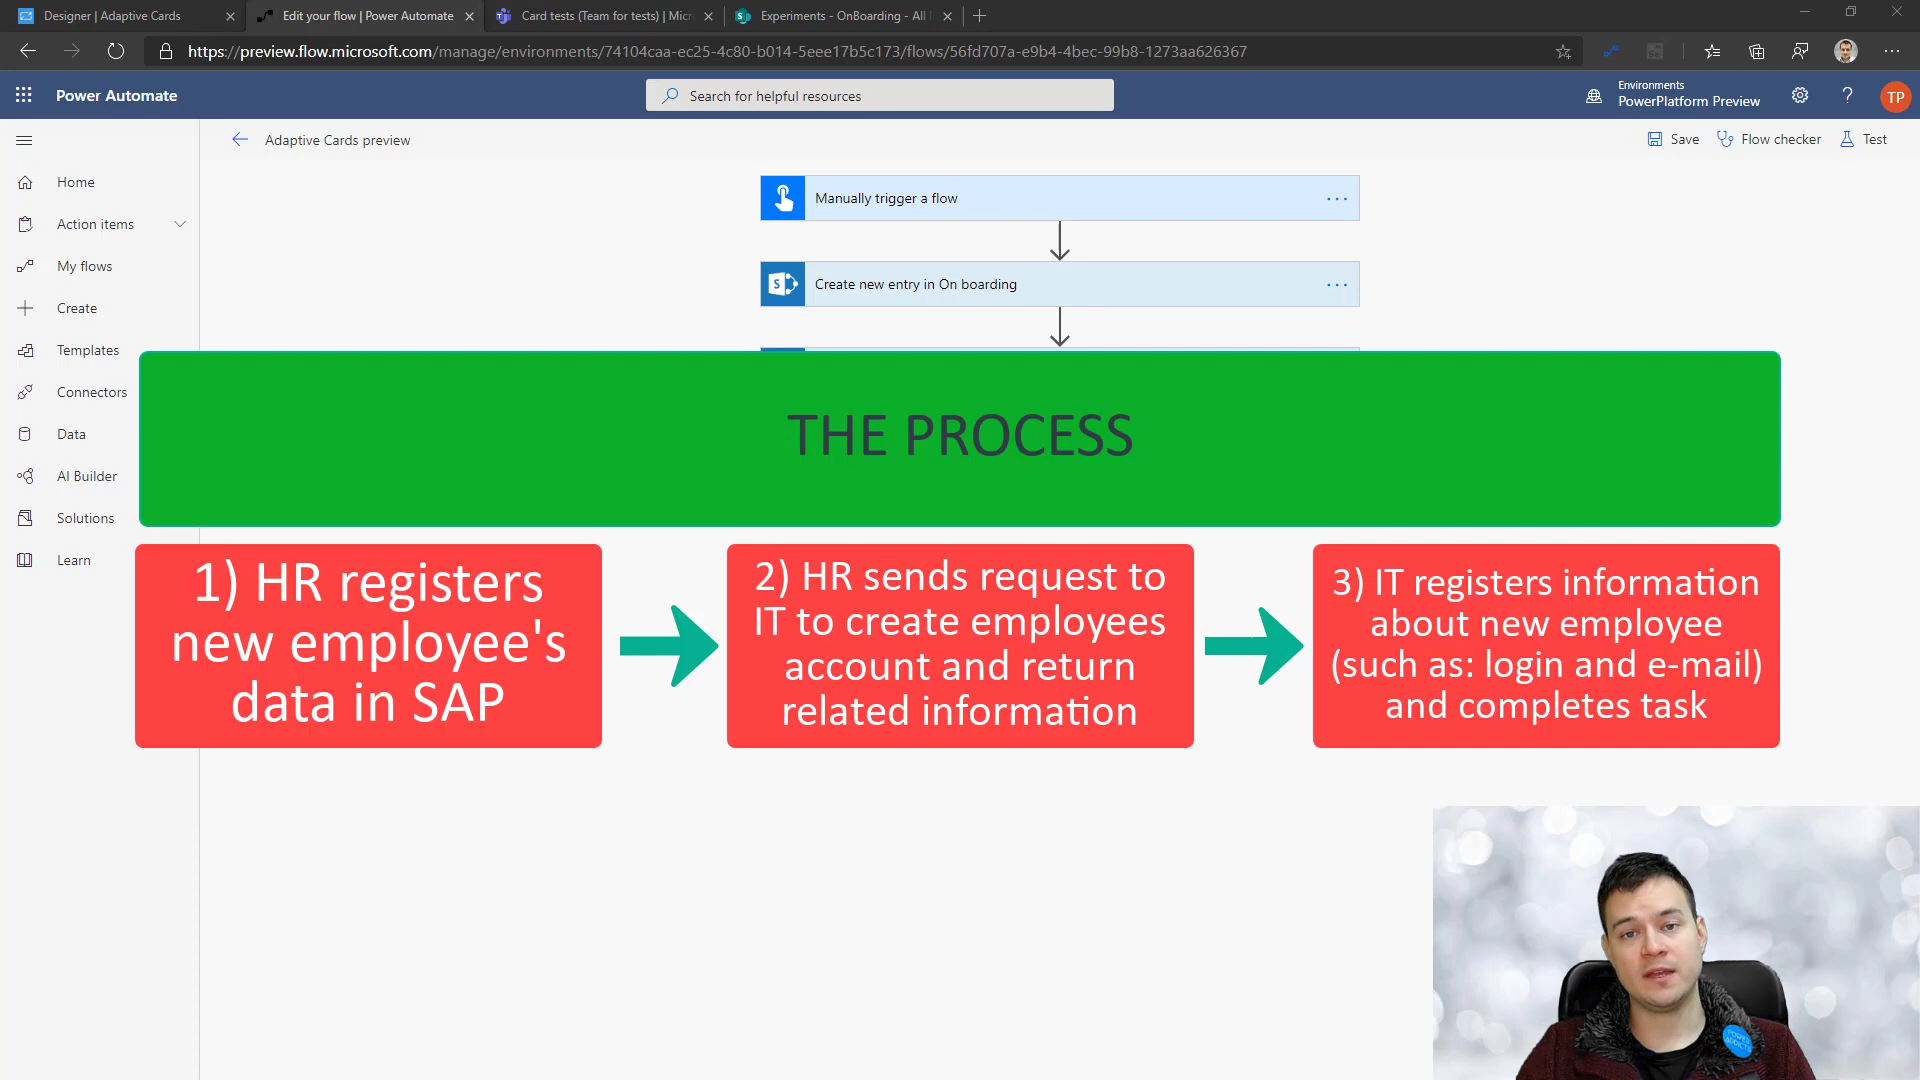 Designer | Adaptive Cards
Edit your flow | Power Automate
Card tests (Team for tests) | Micr
Experiments - OnBoarding - All
https://preview.flow.microsoft.com/manage/environments/74104caa-ec25-4c80-b014-5eee17b5c173/flows/56fd707a-e9b4-4bec-99b8-1273aa626367
Power Automate
Search for helpful resources
Environments
PowerPlatform Preview
TP
Adaptive Cards preview
Save
Flow checker
Test
Home
Action items
My flows
Create
Templates
Connectors
Data
AI Builder
Solutions
Learn
Manually trigger a flow
Create new entry in On boarding
THE PROCESS
1) HR registers
new employee's
data in SAP
2) HR sends request to
IT to create employees
account and return
related information
3) IT registers information
about new employee
(such as: login and e-mail)
and completes task
POWER
ADDICTS